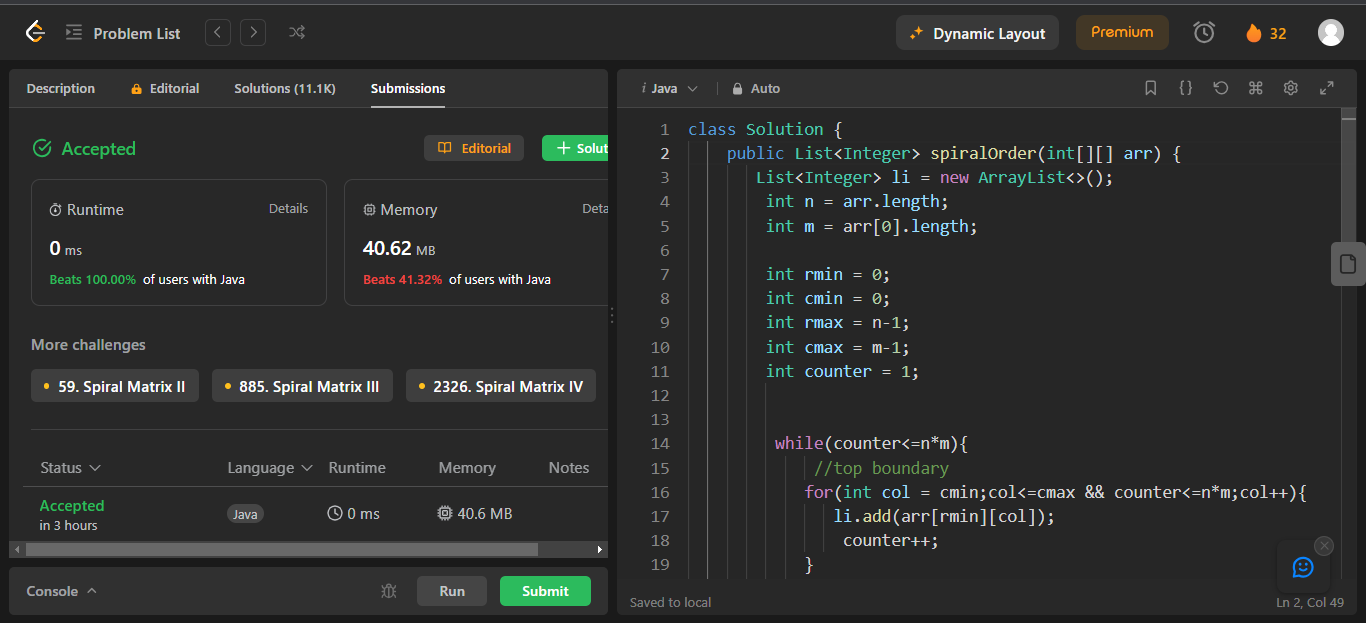 Problem List
Dynamic Layout
Premium
32
Description
Editorial
Solutions (11.1K)
Submissions
Accepted
Editorial
Solut
Runtime
Details
0 ms
Beats 100.00% of users with Java
Memory
Deta
40.62 MB
Beats 41.32% of users with Java
More challenges
59. Spiral Matrix II
885. Spiral Matrix III
2326. Spiral Matrix IV
Status
Language
Runtime
Memory
Notes
Accepted
in 3 hours
Java
0 ms
40.6 MB
Console
Run
Submit
i Java
Auto
1 class Solution {
2 public List<Integer> spiralOrder(int[][] arr) {
3 List<Integer> li = new ArrayList<>();
4 int n = arr.length;
5 int m = arr[0].length;
6
7 int rmin = 0;
8 int cmin = 0;
9 int rmax = n-1;
10 int cmax = m-1;
11 int counter = 1;
12
13
14 while(counter<=n*m){
15 //top boundary
16 for(int col = cmin;col<=cmax && counter<=n*m;col++){
17 li.add(arr[rmin][col]);
18 counter++;
19 }
Saved to local
Ln 2, Col 49